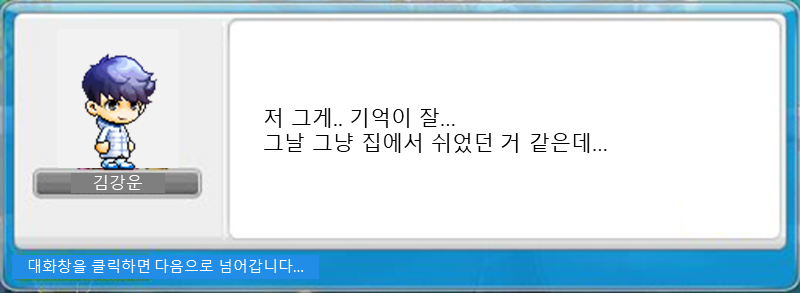 저 그게.. 기억이 잘...
그날 그냥 집에서 쉬었던 거 같은데...
김강운
대화창을 클릭하면 다음으로 넘어갑니다...